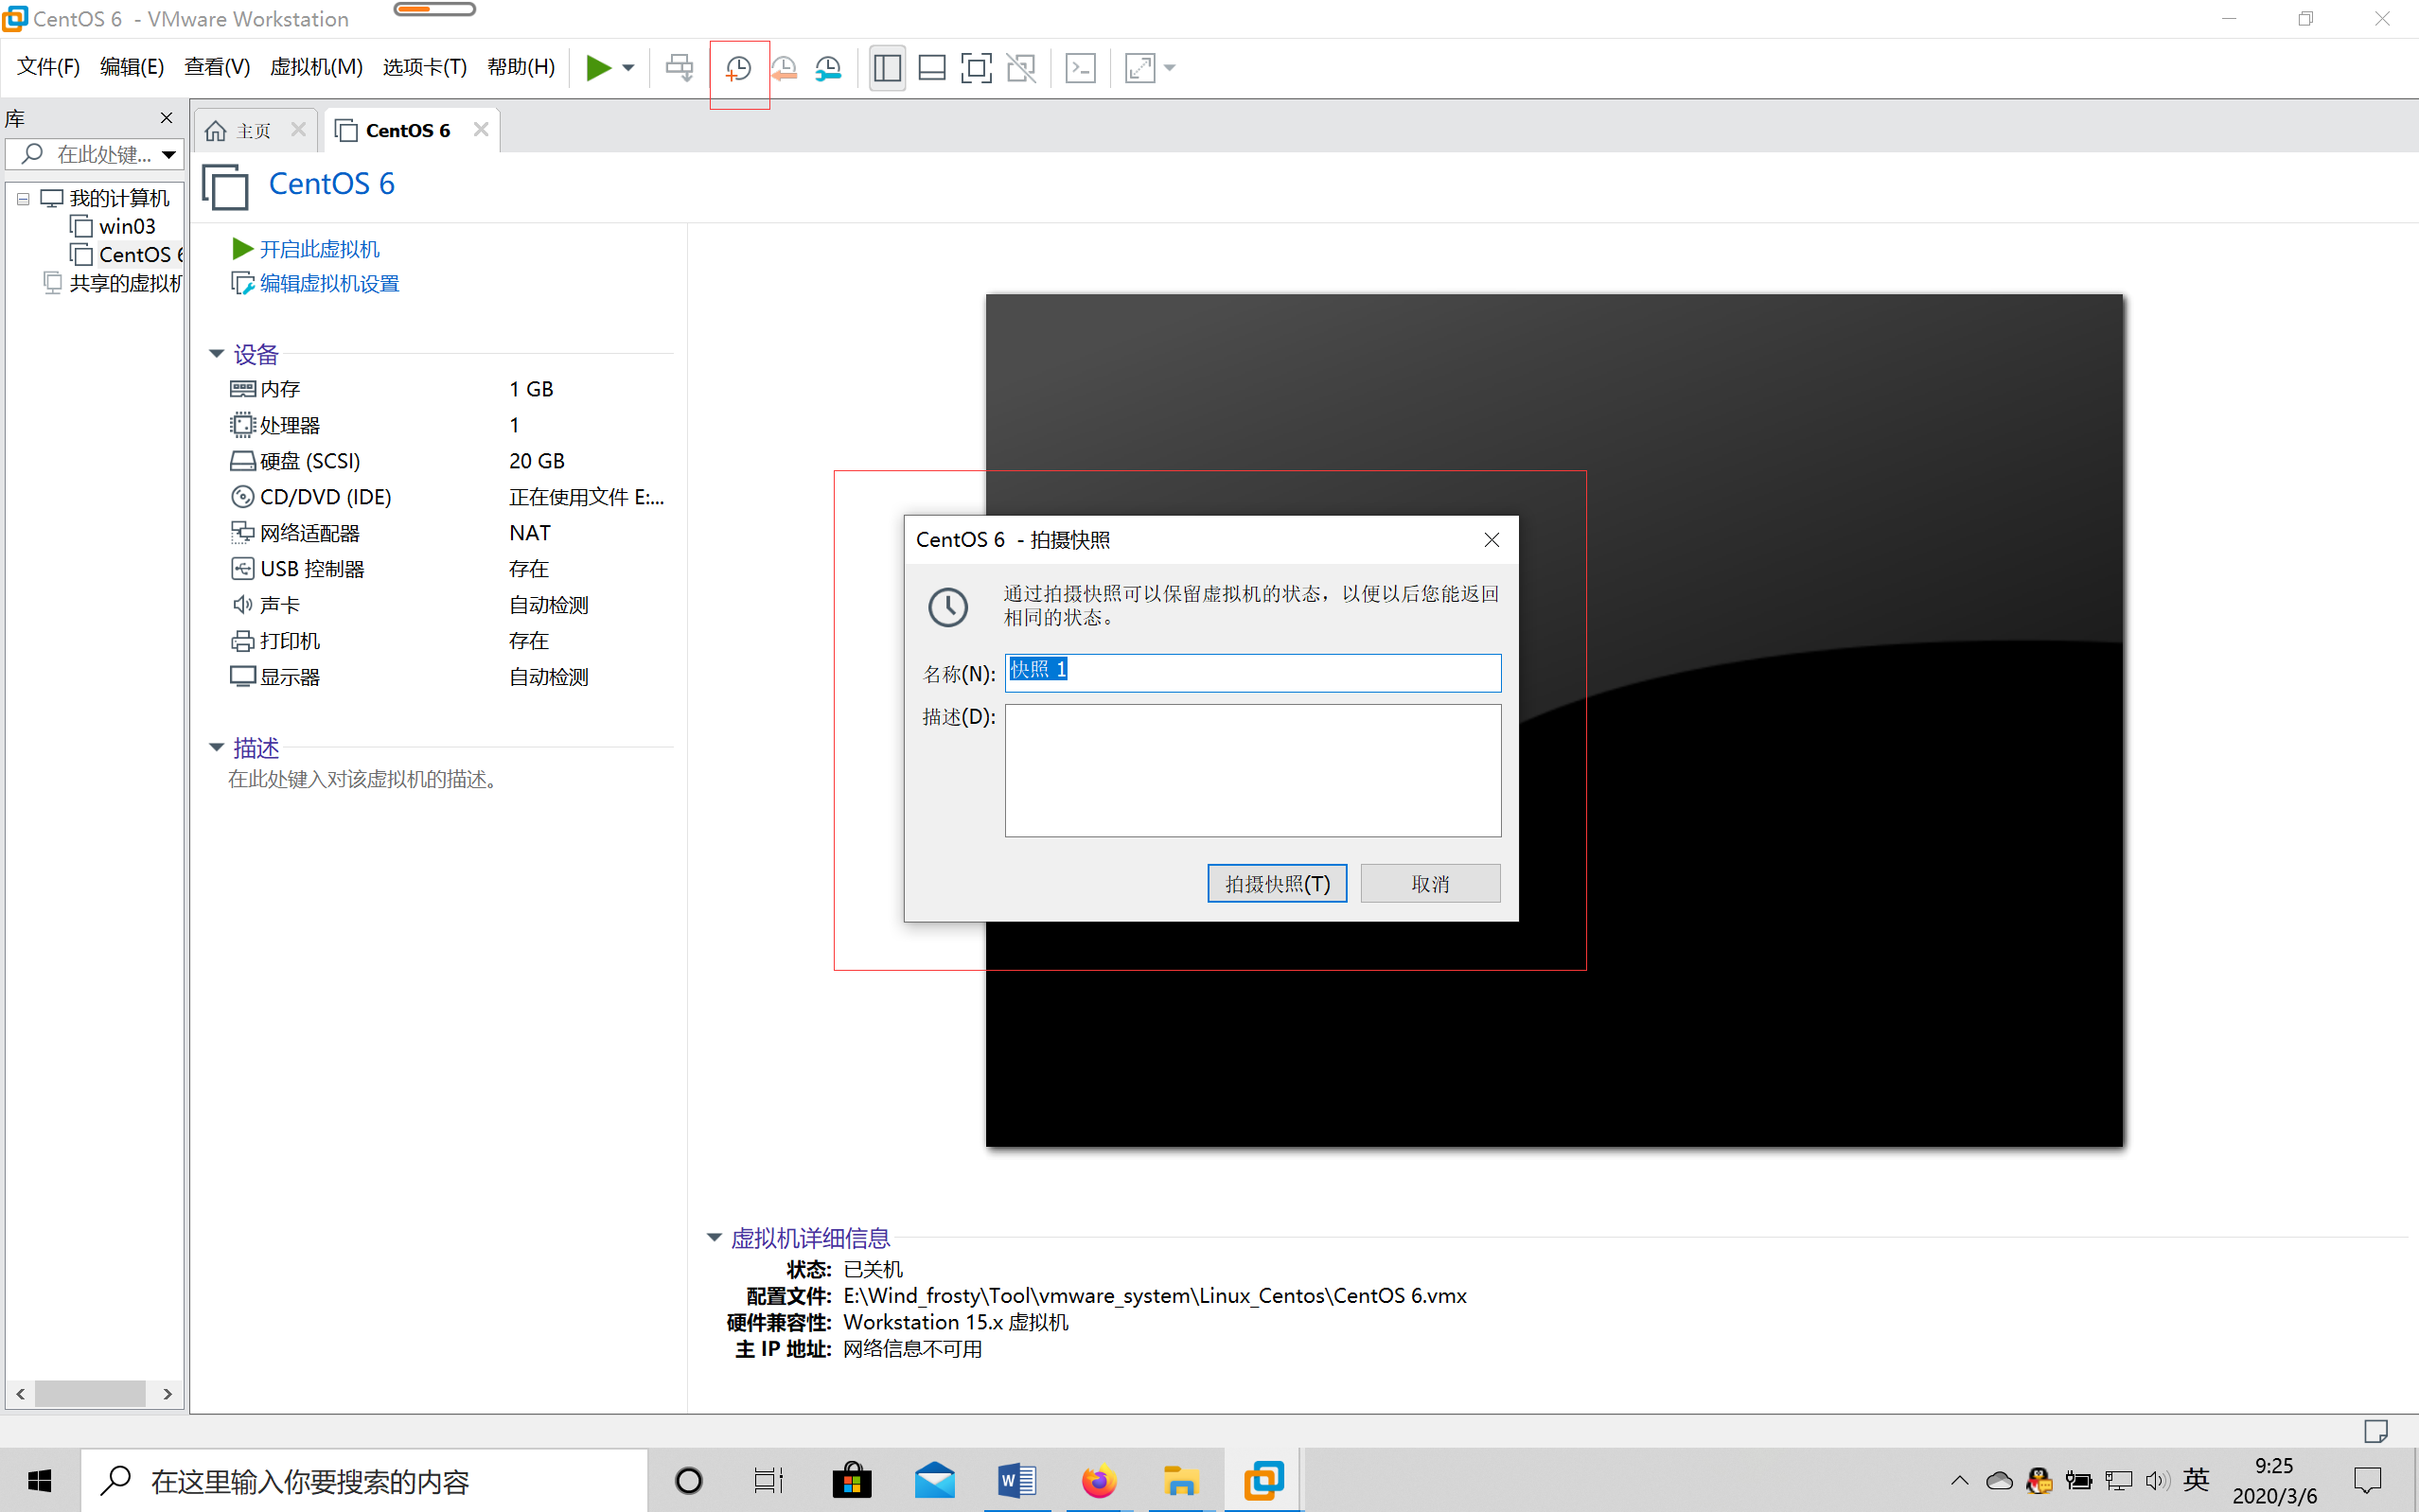 CentOS 6 - VMware Workstation
文件(F) 编辑(E) 查看(V) 虚拟机(M) 选项卡(T) 帮助(H)
库
在此处键...
我的计算机
win03
CentOS 6
共享的虚拟机
主页
CentOS 6
CentOS 6
开启此虚拟机
编辑虚拟机设置
设备
内存 1 GB
处理器 1
硬盘 (SCSI) 20 GB
CD/DVD (IDE) 正在使用文件 E:...
网络适配器 NAT
USB 控制器 存在
声卡 自动检测
打印机 存在
显示器 自动检测
描述
在此处键入对该虚拟机的描述。
CentOS 6 - 拍摄快照
通过拍摄快照可以保留虚拟机的状态，以便以后您能返回
相同的状态。
名称(N): 快照 1
描述(D):
拍摄快照(T) 取消
虚拟机详细信息
状态: 已关机
配置文件: E:\Wind_frosty\Tool\vmware_system\Linux_Centos\CentOS 6.vmx
硬件兼容性: Workstation 15.x 虚拟机
主 IP 地址: 网络信息不可用
在这里输入你要搜索的内容
英
9:25
2020/3/6